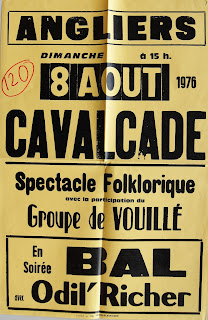 ANGLIERS
DIMANCHE à 15 h.
120
8 AOUT 1976
CAVALCADE
Spectacle Folklorique
avec la participation du
Groupe de VOUILLÉ
En
Soirée BAL
avec Odil'Richer